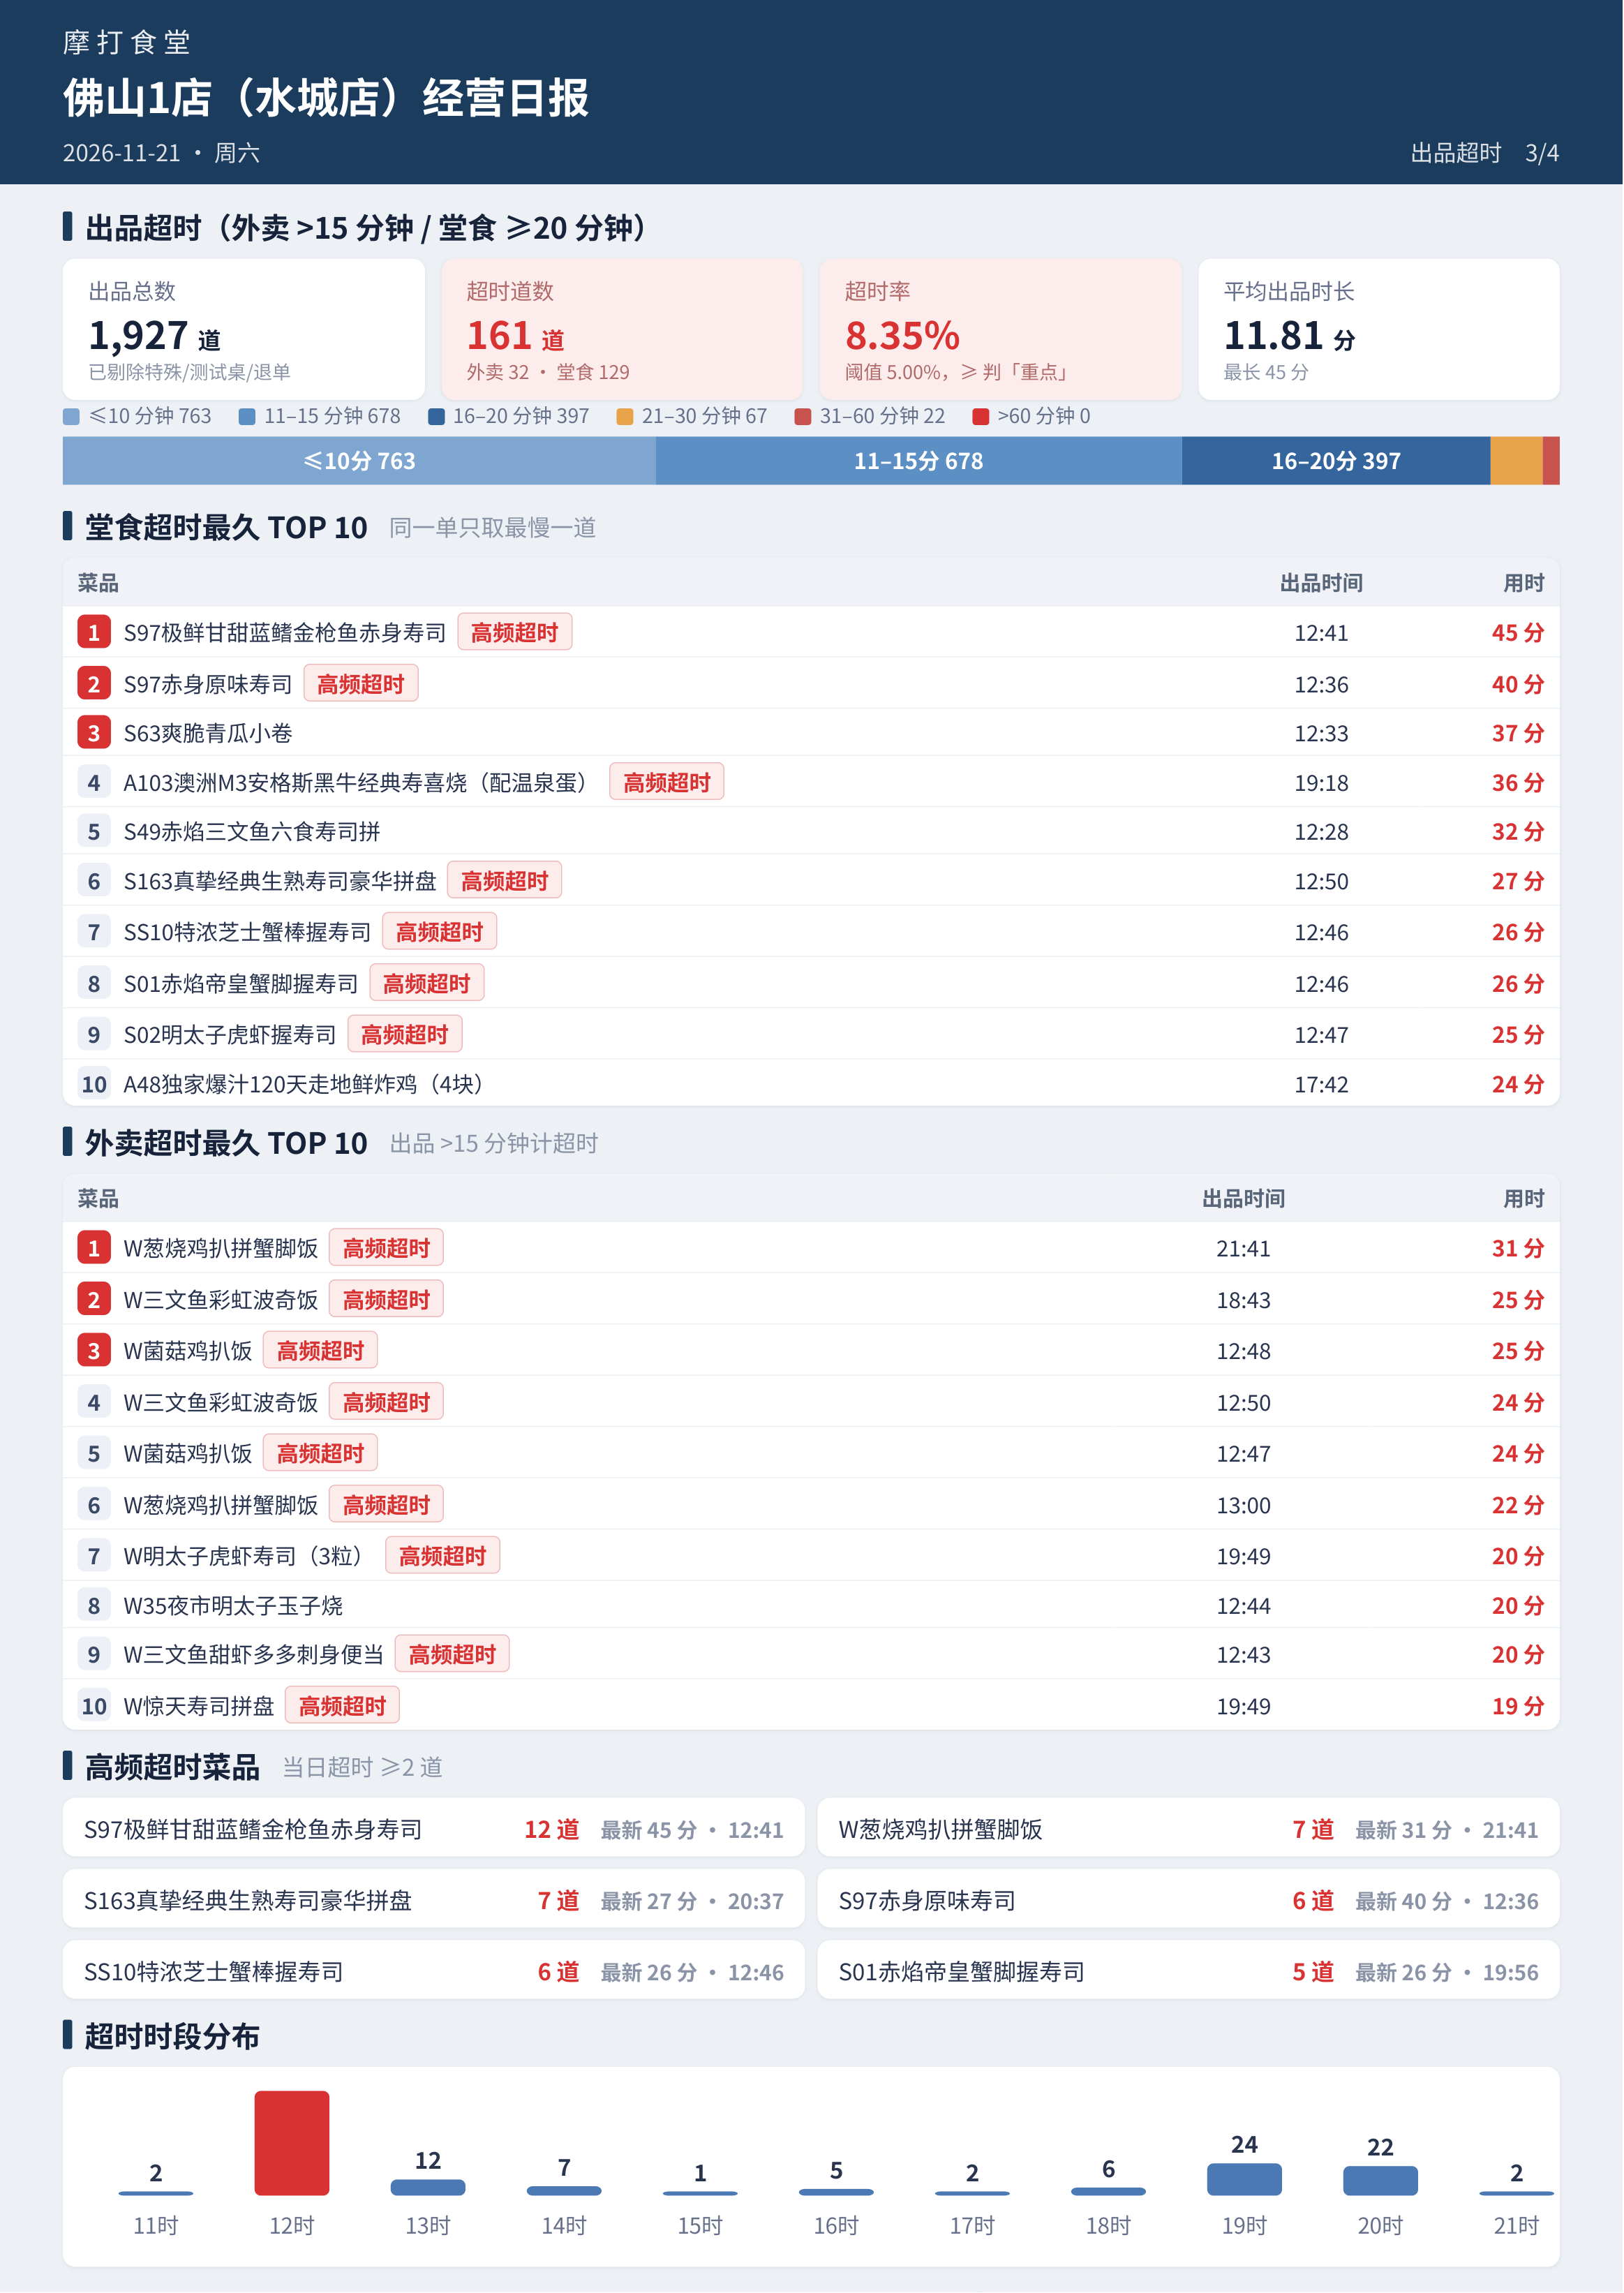 摩打食堂
佛山1店（水城店）经营日报
2026-11-21 · 周六
出品超时 3/4
出品超时（外卖 >15 分钟 / 堂食 ≥20 分钟）
出品总数
1,927 道
已剔除特殊/测试桌/退单
超时道数
161 道
外卖 32 · 堂食 129
超时率
8.35%
阈值 5.00%，≥ 判「重点」
平均出品时长
11.81 分
最长 45 分
≤10 分钟 763 11–15 分钟 678 16–20 分钟 397 21–30 分钟 67 31–60 分钟 22 >60 分钟 0
≤10分 763 11–15分 678 16–20分 397
堂食超时最久 TOP 10 同一单只取最慢一道
菜品 出品时间 用时
1 S97极鲜甘甜蓝鳍金枪鱼赤身寿司 高频超时 12:41 45 分
2 S97赤身原味寿司 高频超时 12:36 40 分
3 S63爽脆青瓜小卷 12:33 37 分
4 A103澳洲M3安格斯黑牛经典寿喜烧（配温泉蛋） 高频超时 19:18 36 分
5 S49赤焰三文鱼六食寿司拼 12:28 32 分
6 S163真挚经典生熟寿司豪华拼盘 高频超时 12:50 27 分
7 SS10特浓芝士蟹棒握寿司 高频超时 12:46 26 分
8 S01赤焰帝皇蟹脚握寿司 高频超时 12:46 26 分
9 S02明太子虎虾握寿司 高频超时 12:47 25 分
10 A48独家爆汁120天走地鲜炸鸡（4块） 17:42 24 分
外卖超时最久 TOP 10 出品 >15 分钟计超时
菜品 出品时间 用时
1 W葱烧鸡扒拼蟹脚饭 高频超时 21:41 31 分
2 W三文鱼彩虹波奇饭 高频超时 18:43 25 分
3 W菌菇鸡扒饭 高频超时 12:48 25 分
4 W三文鱼彩虹波奇饭 高频超时 12:50 24 分
5 W菌菇鸡扒饭 高频超时 12:47 24 分
6 W葱烧鸡扒拼蟹脚饭 高频超时 13:00 22 分
7 W明太子虎虾寿司（3粒） 高频超时 19:49 20 分
8 W35夜市明太子玉子烧 12:44 20 分
9 W三文鱼甜虾多多刺身便当 高频超时 12:43 20 分
10 W惊天寿司拼盘 高频超时 19:49 19 分
高频超时菜品 当日超时 ≥2 道
S97极鲜甘甜蓝鳍金枪鱼赤身寿司 12 道 最新 45 分 · 12:41
W葱烧鸡扒拼蟹脚饭 7 道 最新 31 分 · 21:41
S163真挚经典生熟寿司豪华拼盘 7 道 最新 27 分 · 20:37
S97赤身原味寿司 6 道 最新 40 分 · 12:36
SS10特浓芝士蟹棒握寿司 6 道 最新 26 分 · 12:46
S01赤焰帝皇蟹脚握寿司 5 道 最新 26 分 · 19:56
超时时段分布
2 12 7 1 5 2 6 24 22 2
11时 12时 13时 14时 15时 16时 17时 18时 19时 20时 21时